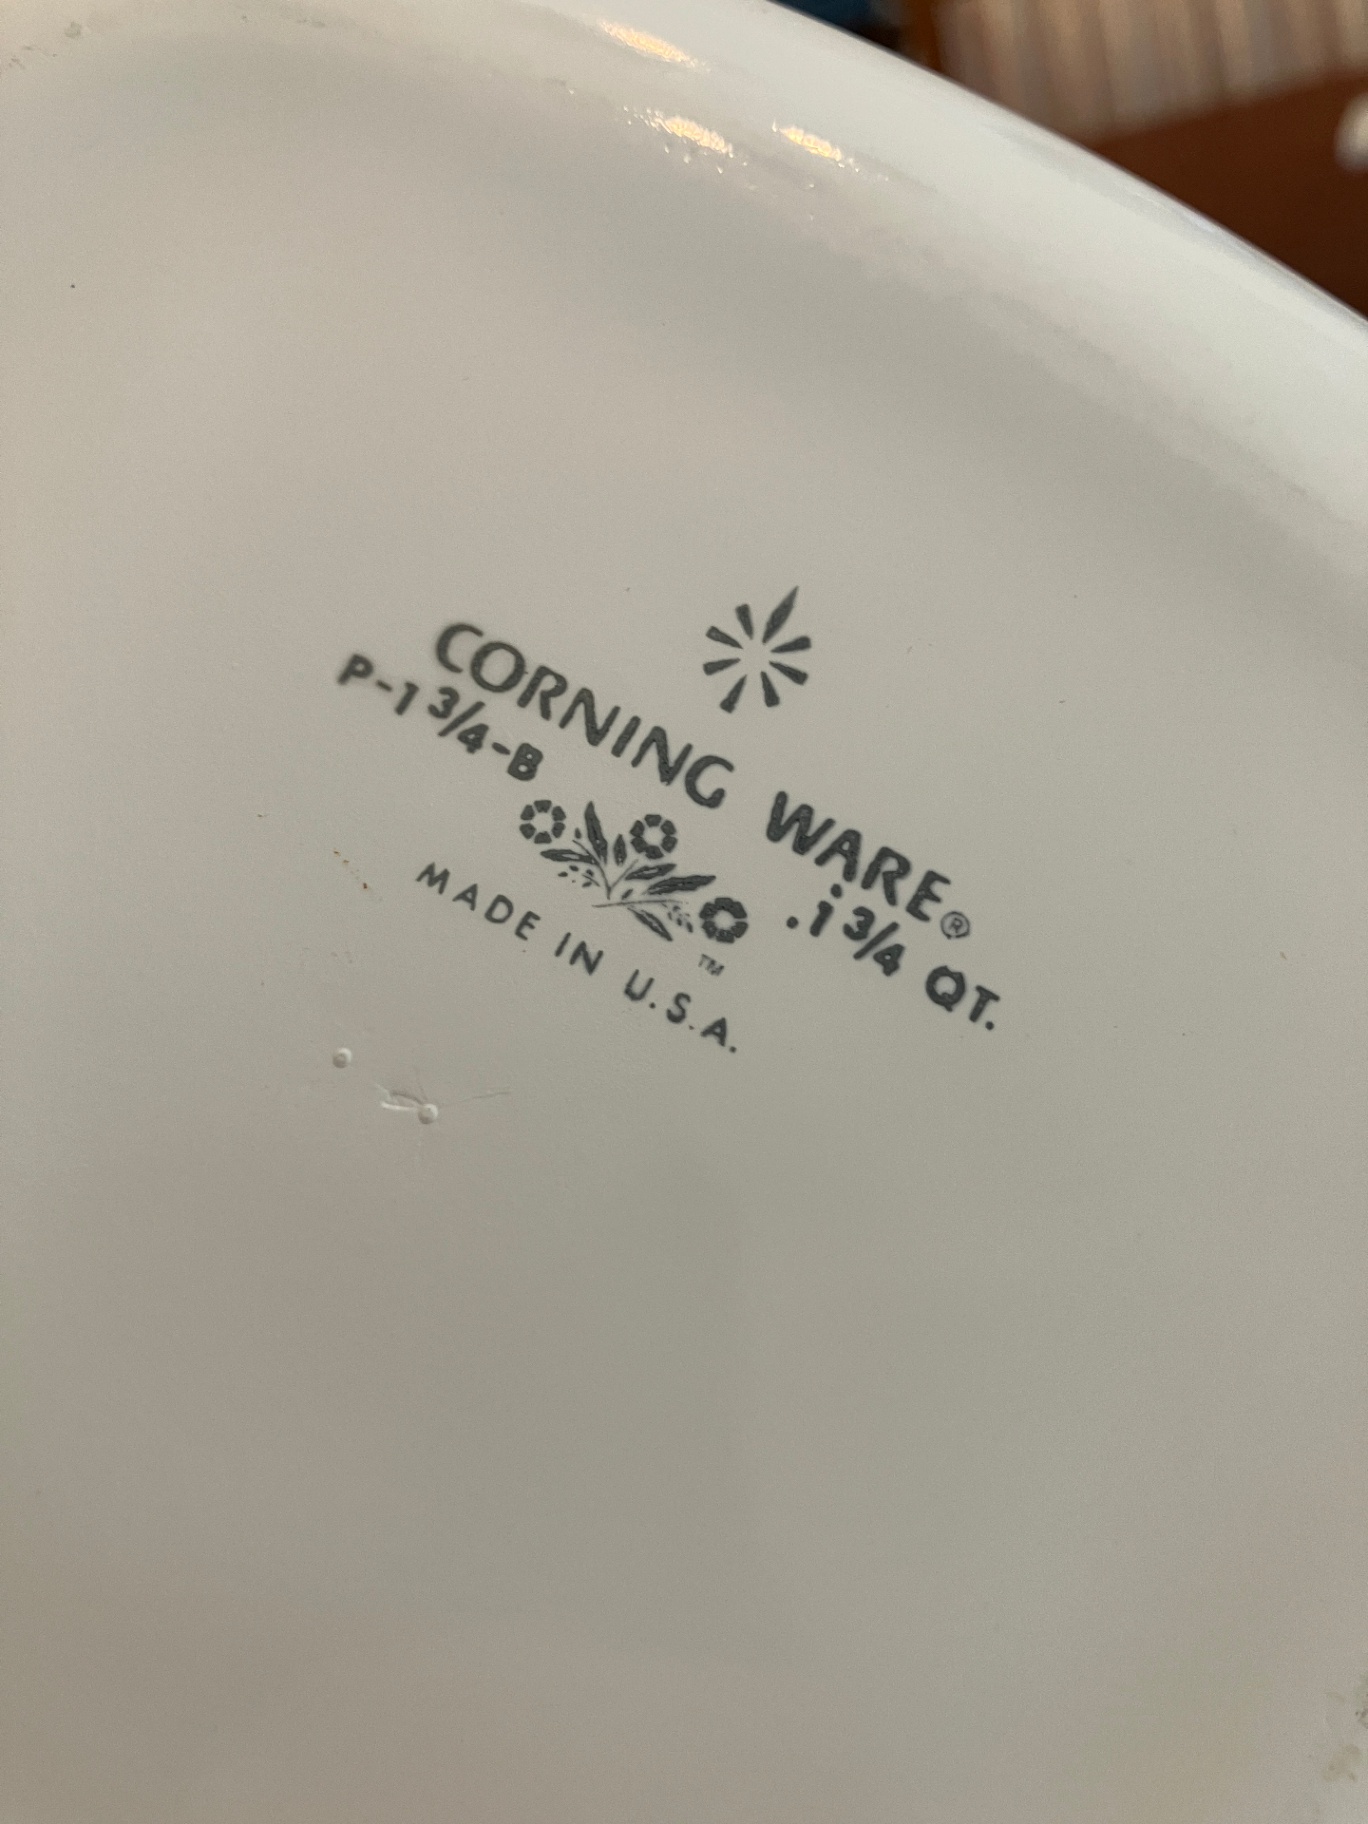 CORNING WARE®
P-1 3/4-B 1 3/4 QT.
TM
MADE IN U.S.A.